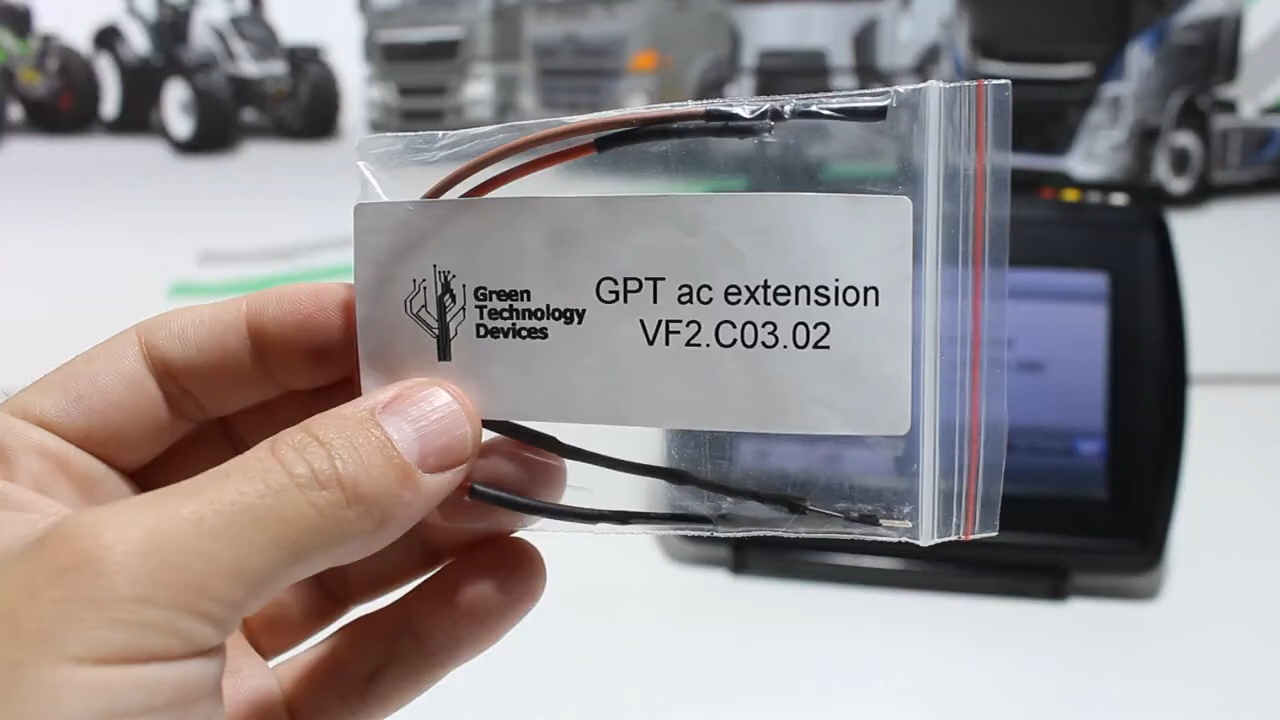 Green
Technology
Devices
GPT ac extension
VF2.C03.02